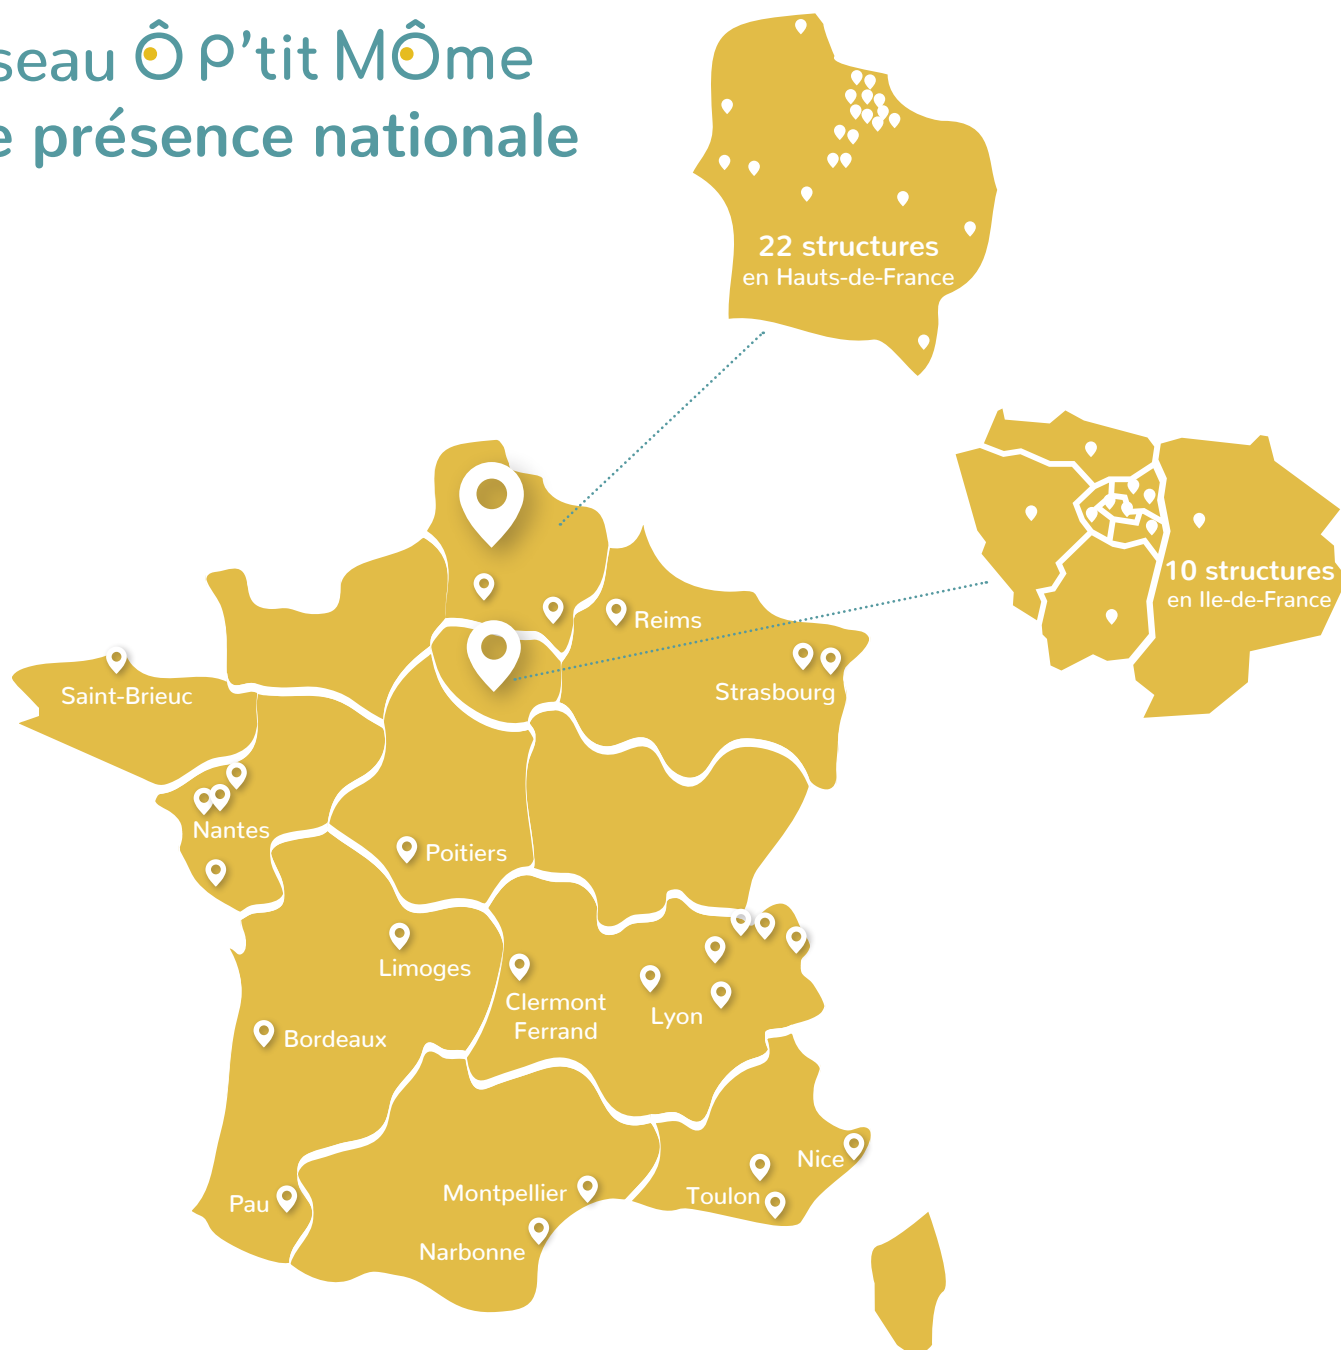 seau Ô P'tit MÔme
e présence nationale
22 structures
en Hauts-de-France
10 structures
en Ile-de-France
Reims
Strasbourg
Saint-Brieuc
Nantes
Poitiers
Limoges
Clermont
Ferrand
Lyon
Bordeaux
Nice
Toulon
Montpellier
Pau
Narbonne